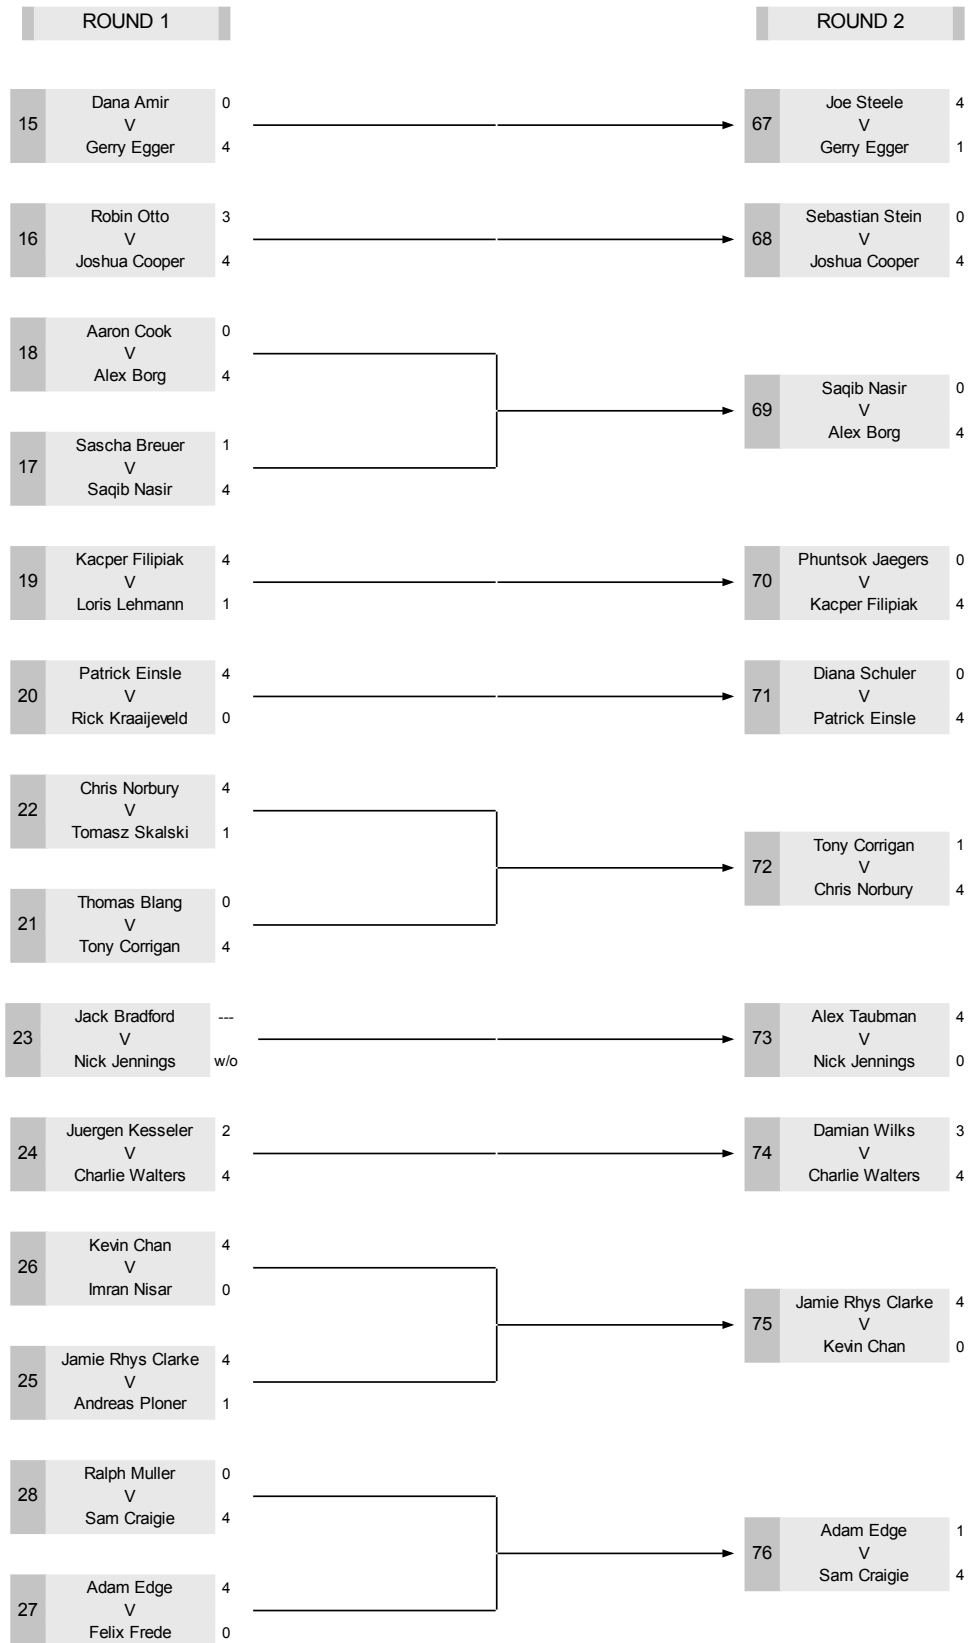 ROUND 1
ROUND 2
15
Dana Amir 0
V
Gerry Egger 4
67
Joe Steele 4
V
Gerry Egger 1
16
Robin Otto 3
V
Joshua Cooper 4
68
Sebastian Stein 0
V
Joshua Cooper 4
18
Aaron Cook 0
V
Alex Borg 4
17
Sascha Breuer 1
V
Saqib Nasir 4
69
Saqib Nasir 0
V
Alex Borg 4
19
Kacper Filipiak 4
V
Loris Lehmann 1
70
Phuntsok Jaegers 0
V
Kacper Filipiak 4
20
Patrick Einsle 4
V
Rick Kraaijeveld 0
71
Diana Schuler 0
V
Patrick Einsle 4
22
Chris Norbury 4
V
Tomasz Skalski 1
21
Thomas Blang 0
V
Tony Corrigan 4
72
Tony Corrigan 1
V
Chris Norbury 4
23
Jack Bradford ---
V
Nick Jennings w/o
73
Alex Taubman 4
V
Nick Jennings 0
24
Juergen Kesseler 2
V
Charlie Walters 4
74
Damian Wilks 3
V
Charlie Walters 4
26
Kevin Chan 4
V
Imran Nisar 0
25
Jamie Rhys Clarke 4
V
Andreas Ploner 1
75
Jamie Rhys Clarke 4
V
Kevin Chan 0
28
Ralph Muller 0
V
Sam Craigie 4
27
Adam Edge 4
V
Felix Frede 0
76
Adam Edge 1
V
Sam Craigie 4